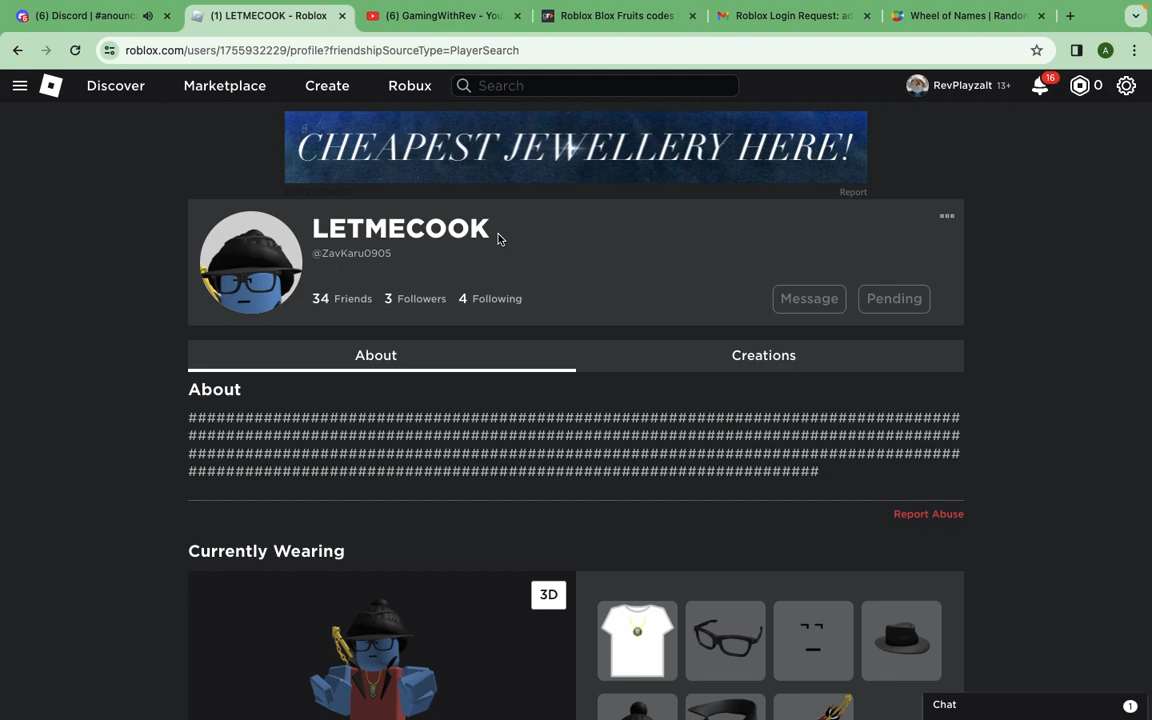 (6) Discord | #announc
(1) LETMECOOK - Roblox
(6) GamingWithRev - You
Roblox Blox Fruits codes
Roblox Login Request: ad
Wheel of Names | Random
roblox.com/users/1755932229/profile?friendshipSourceType=PlayerSearch
A
Discover
Marketplace
Create
Robux
Search
RevPlayzalt 13+
16
0
CHEAPEST JEWELLERY HERE!
ADVERTISEMENT
Report
LETMECOOK
@ZavKaru0905
34 Friends 3 Followers 4 Following
Message
Pending
About
Creations
About
##################################################################################
##################################################################################
##################################################################################
###################################################################
Report Abuse
Currently Wearing
3D
Chat
1